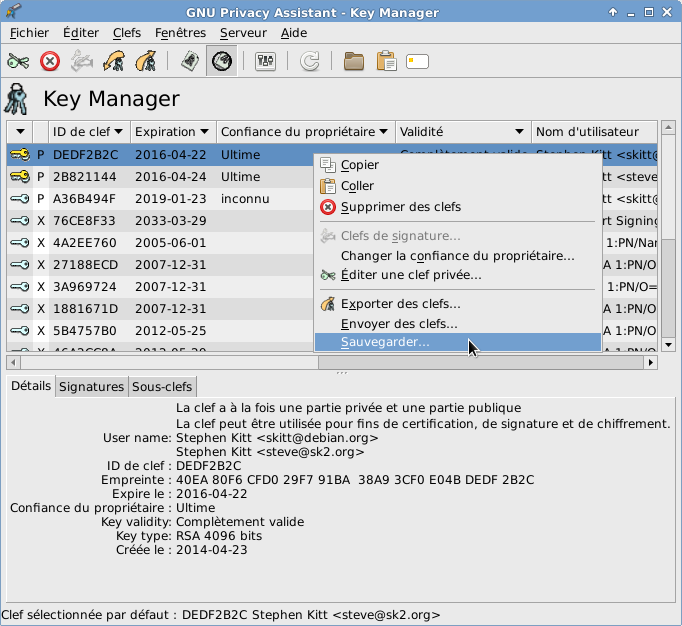 GNU Privacy Assistant - Key Manager
Fichier Éditer Clefs Fenêtres Serveur Aide
Key Manager
ID de clef Expiration Confiance du propriétaire Validité Nom d'utilisateur
P DEDF2B2C 2016-04-22 Ultime
P 2B821144 2016-04-24 Ultime Kitt <steve
P A36B494F 2019-01-23 inconnu Kitt <skitt@
X 76CE8F33 2033-03-29 rt Signing
X 4A2EE760 2005-06-01 1:PN/Nar
X 27188ECD 2007-12-31 A 1:PN/O
X 3A969724 2007-12-31 1:PN/O=
X 1881671D 2007-12-31 A 1:PN/O
X 5B4757B0 2012-05-25 A 1:PN/O
Copier
Coller
Supprimer des clefs
Clefs de signature...
Changer la confiance du propriétaire...
Éditer une clef privée...
Exporter des clefs...
Envoyer des clefs...
Sauvegarder...
Détails Signatures Sous-clefs
La clef a à la fois une partie privée et une partie publique
La clef peut être utilisée pour fins de certification, de signature et de chiffrement.
User name: Stephen Kitt <skitt@debian.org>
Stephen Kitt <steve@sk2.org>
ID de clef : DEDF2B2C
Empreinte : 40EA 80F6 CFD0 29F7 91BA 38A9 3CF0 E04B DEDF 2B2C
Expire le : 2016-04-22
Confiance du propriétaire : Ultime
Key validity: Complètement valide
Key type: RSA 4096 bits
Créée le : 2014-04-23
Clef sélectionnée par défaut : DEDF2B2C Stephen Kitt <steve@sk2.org>